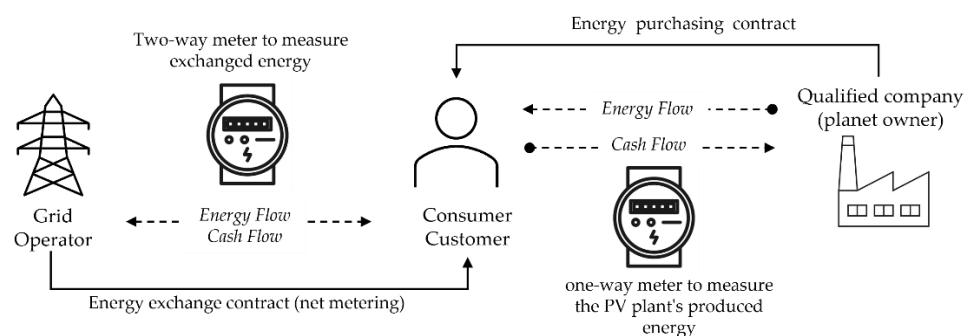 Energy purchasing contract
Two-way meter to measure
exchanged energy
Energy Flow
Cash Flow
Qualified company
(planet owner)
Grid
Operator
Energy Flow
Cash Flow
Consumer
Customer
Energy exchange contract (net metering)
one-way meter to measure
the PV plant's produced
energy